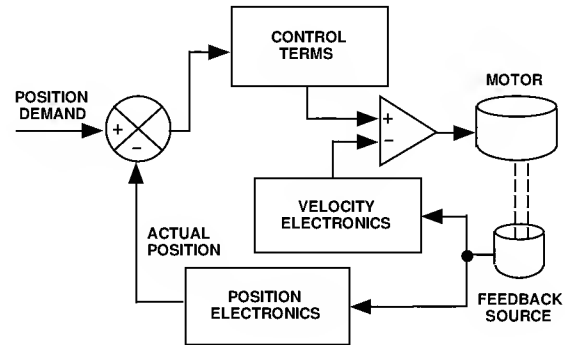 CONTROL
TERMS
MOTOR
POSITION
DEMAND
+
−
+
−
VELOCITY
ELECTRONICS
ACTUAL
POSITION
POSITION
ELECTRONICS
FEEDBACK
SOURCE